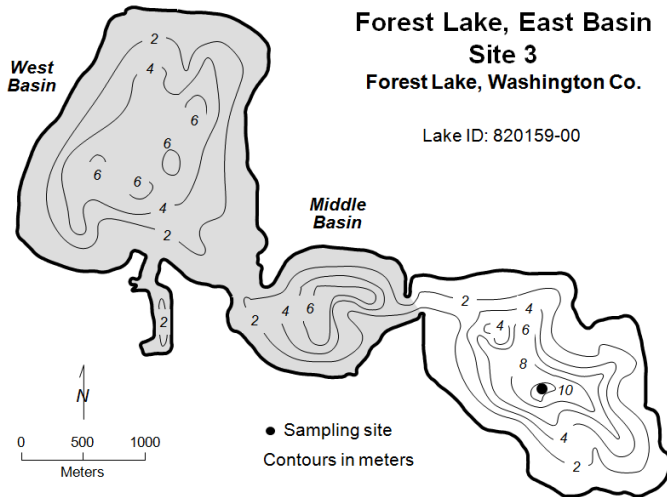 Forest Lake, East Basin
Site 3
Forest Lake, Washington Co.
Lake ID: 820159-00
West
Basin
2
4
6
6
6
6
4
2
2
Middle
Basin
2
4
6
2
4
4
6
8
10
4
2
N
0 500 1000
Meters
Sampling site
Contours in meters